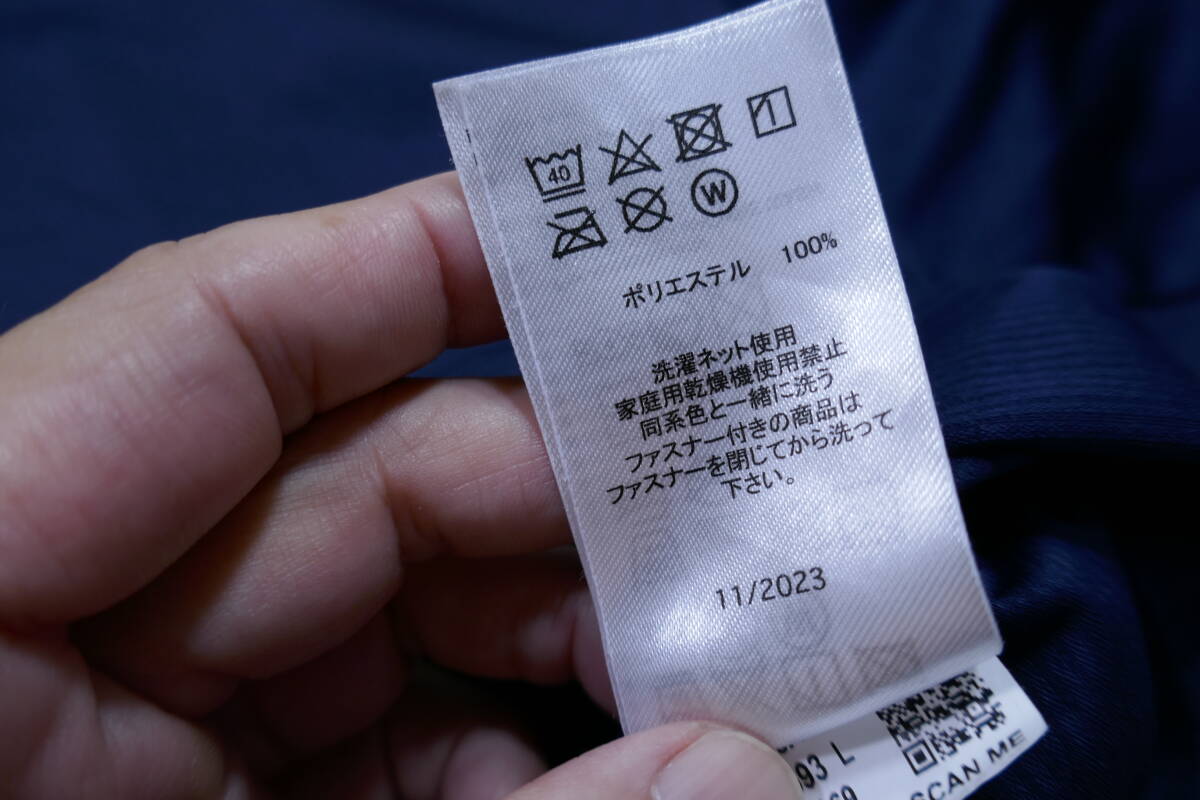 40
W
ポリエステル 100%
洗濯ネット使用
家庭用乾燥機使用禁止
同系色と一緒に洗う
ファスナー付きの商品は
ファスナーを閉じてから洗って
下さい。
11/2023
93 L
SCAN ME